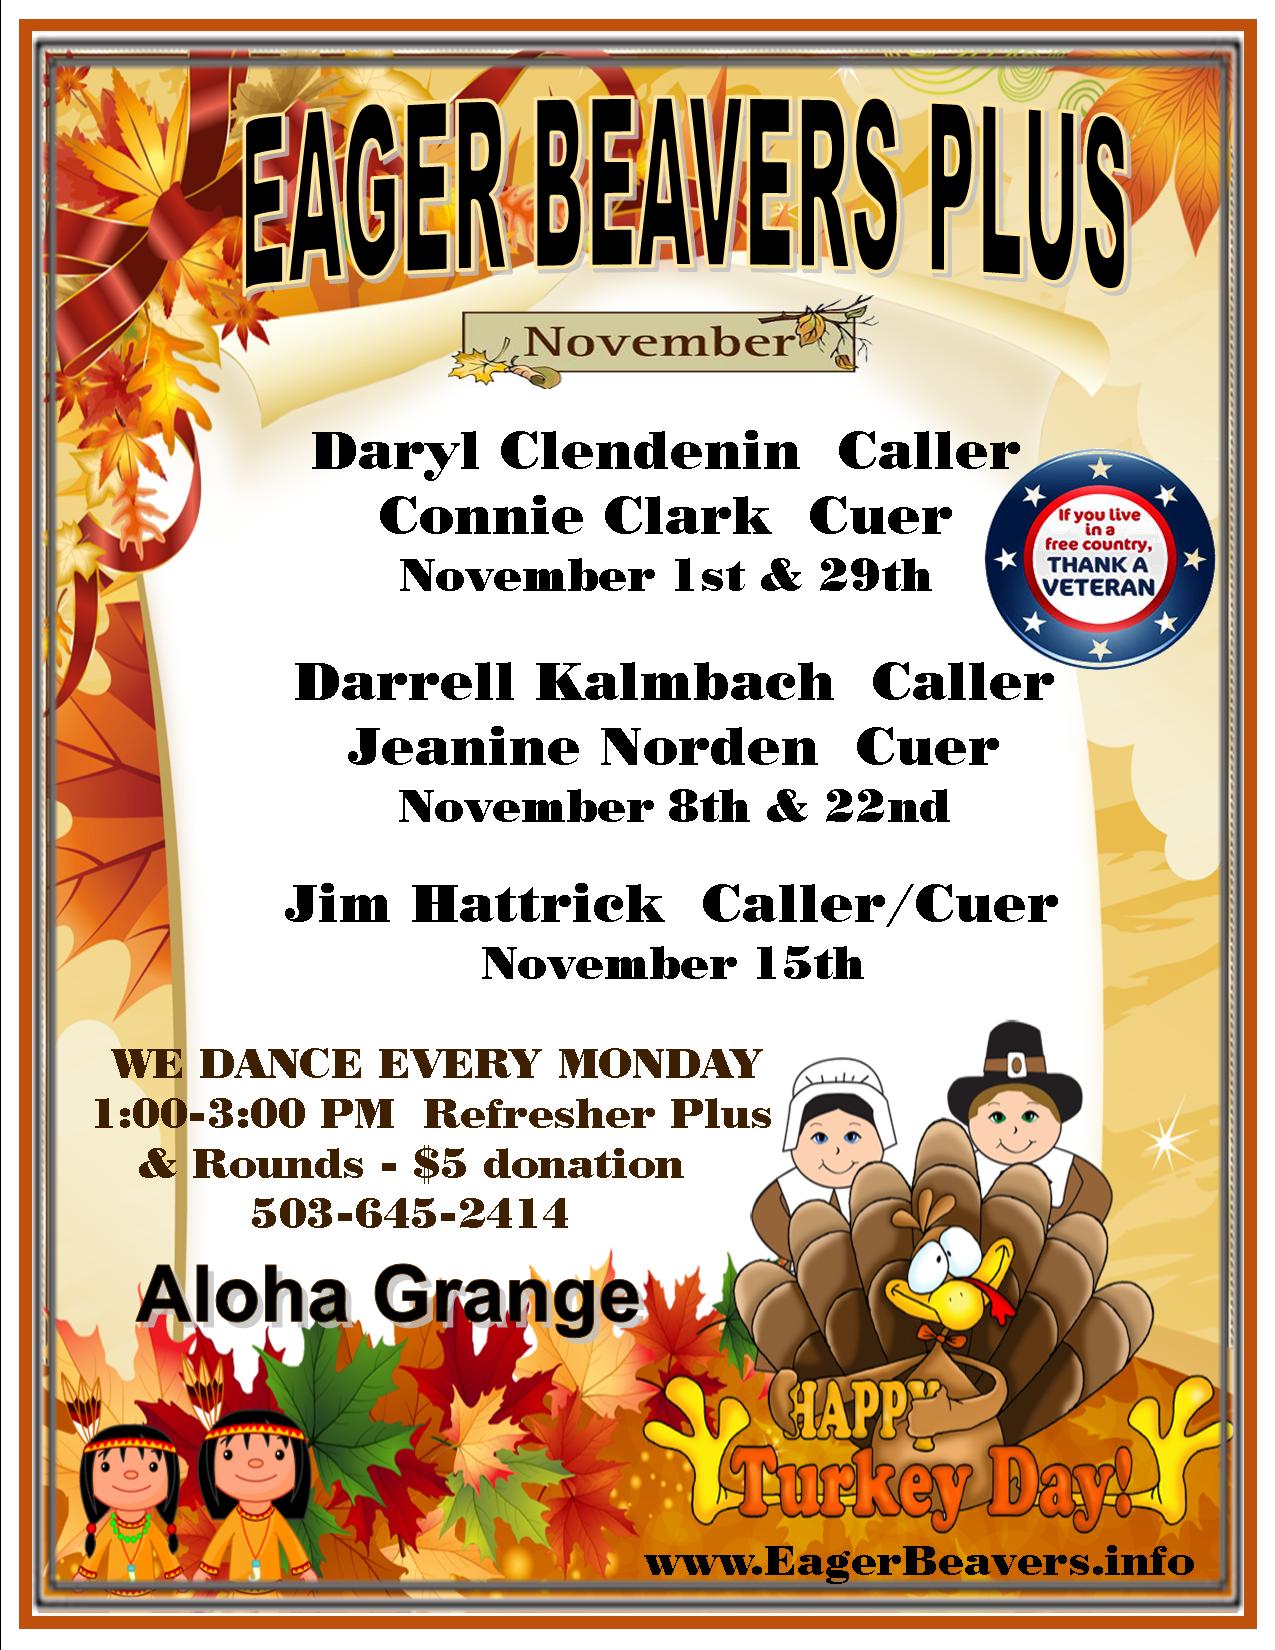 EAGER BEAVERS PLUS
November
Daryl Clendenin Caller
Connie Clark Cuer
November 1st & 29th
If you live
in a
free country,
THANK A
VETERAN
Darrell Kalmbach Caller
Jeanine Norden Cuer
November 8th & 22nd
Jim Hattrick Caller/Cuer
November 15th
WE DANCE EVERY MONDAY
1:00-3:00 PM Refresher Plus
& Rounds - $5 donation
503-645-2414
Aloha Grange
HAPPY
Turkey Day!
www.EagerBeavers.info